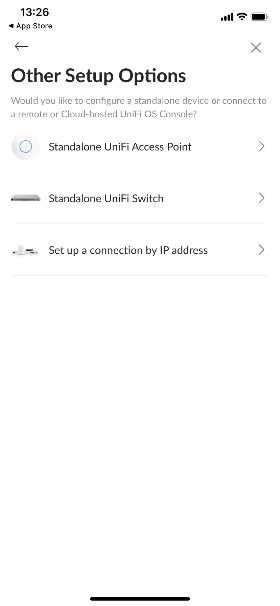 13:26
◀ App Store
Other Setup Options
Would you like to configure a standalone device or connect to
a remote or Cloud-hosted UniFi OS Console?
Standalone UniFi Access Point
Standalone UniFi Switch
Set up a connection by IP address